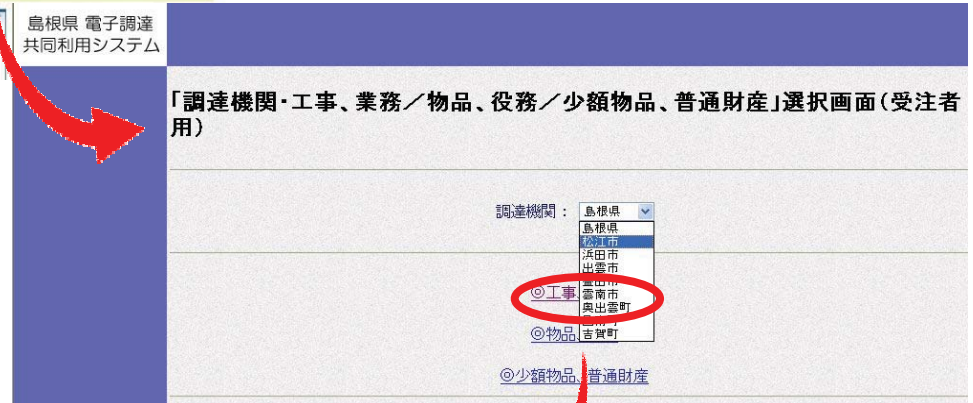 島根県 電子調達
共同利用システム
「調達機関・工事、業務／物品、役務／少額物品、普通財産」選択画面（受注者
用）
調達機関： 島根県
島根県
松江市
浜田市
出雲市
◎工事、
雲南市
奥出雲町
◎物品、
吉賀町
◎少額物品、普通財産